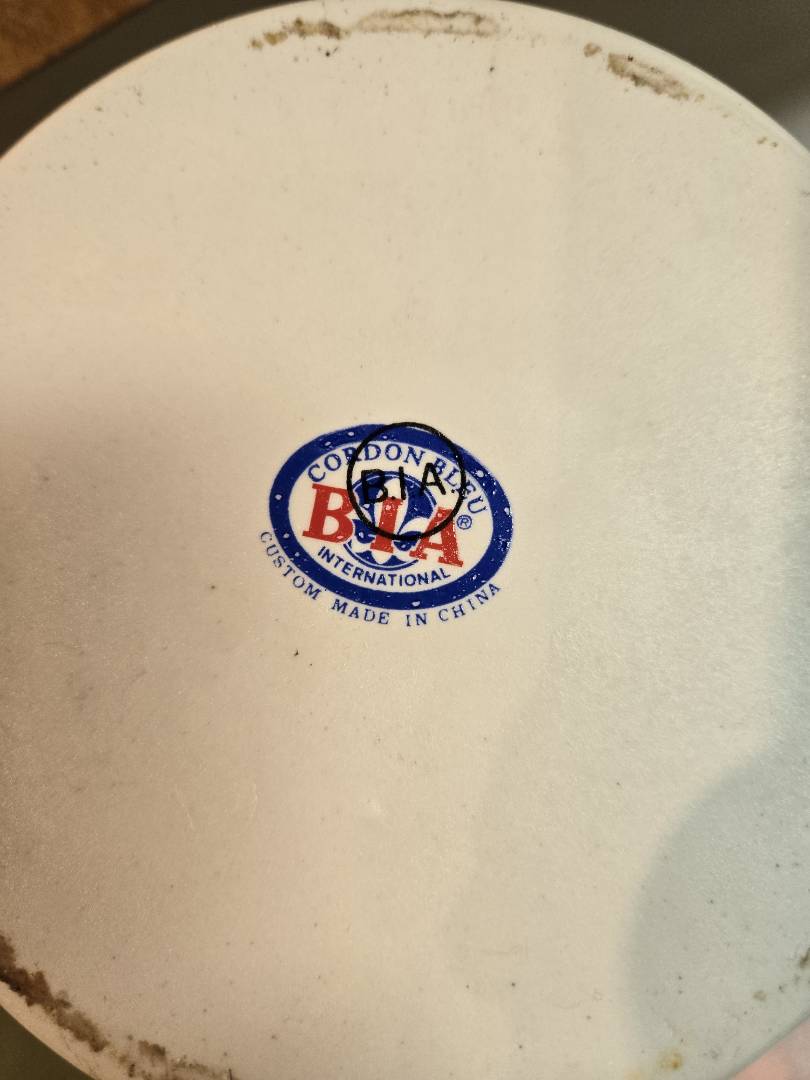 CORDON BLEU
B.I.A.
BIA®
INTERNATIONAL
CUSTOM MADE IN CHINA